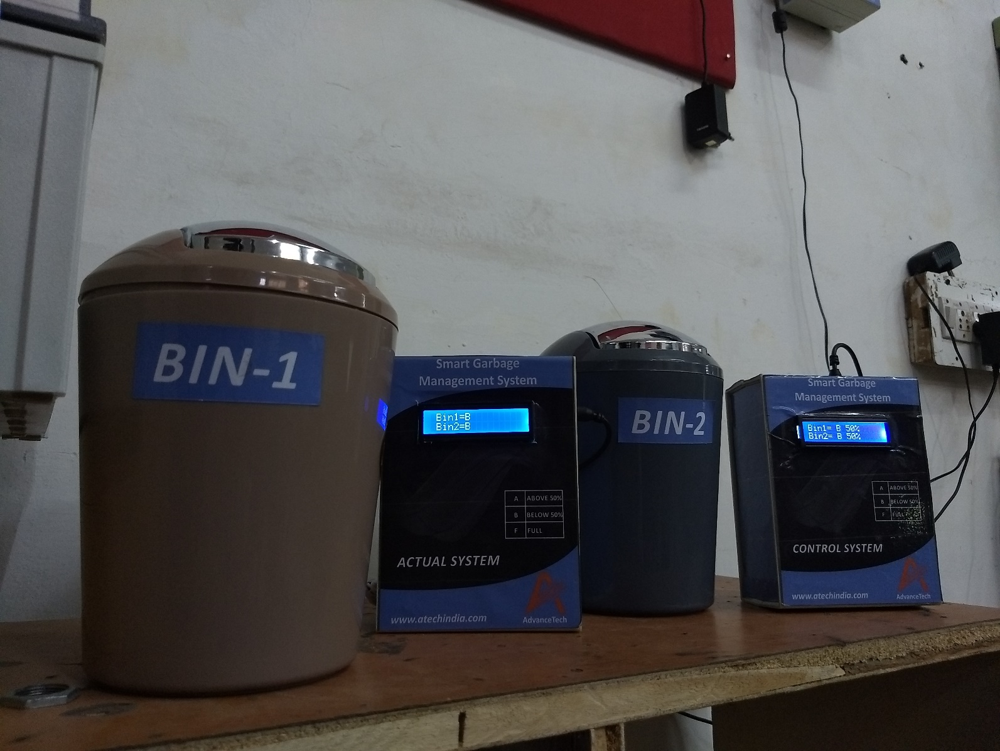 BIN-1
Smart Garbage
Management System
Bin1=B
Bin2=B
A ABOVE 50%
B BELOW 50%
F FULL
ACTUAL SYSTEM
www.atechindia.com
AdvanceTech
BIN-2
Smart Garbage
Management System
Bin1= B 50%
Bin2= B 50%
A ABOVE 50%
B BELOW 50%
F FULL
CONTROL SYSTEM
www.atechindia.com
AdvanceTech